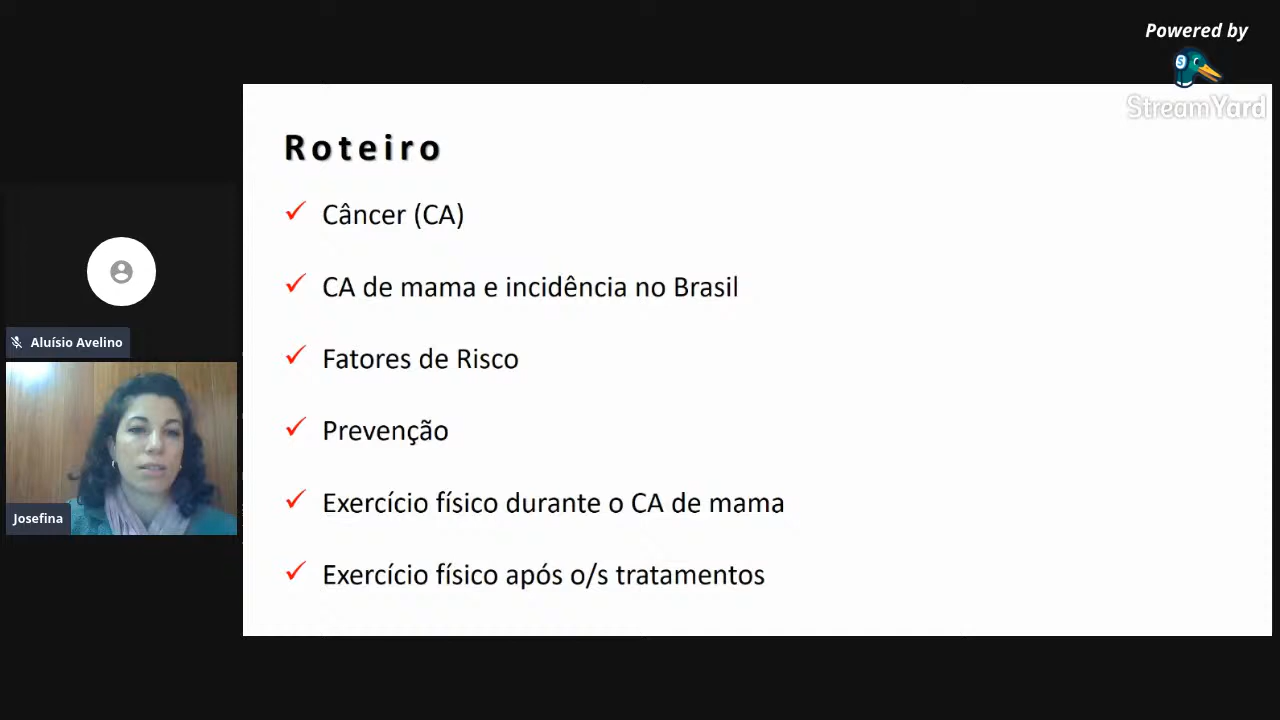 Powered by
StreamYard
Roteiro
✓ Câncer (CA)
✓ CA de mama e incidência no Brasil
✓ Fatores de Risco
✓ Prevenção
✓ Exercício físico durante o CA de mama
✓ Exercício físico após o/s tratamentos
Aluísio Avelino
Josefina